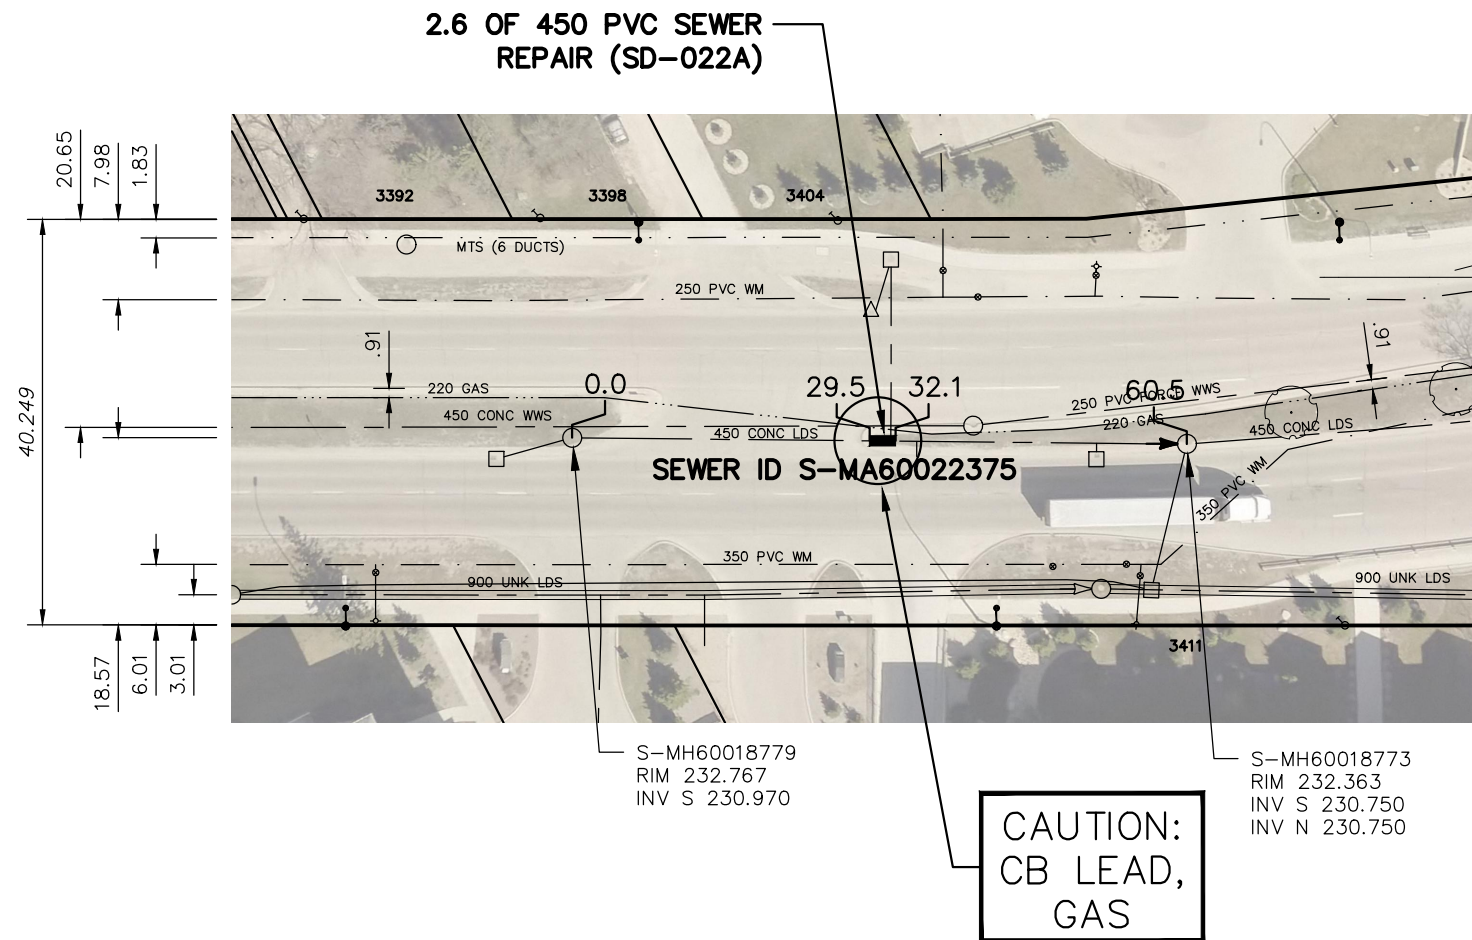 2.6 OF 450 PVC SEWER
REPAIR (SD-022A)
20.65
7.98
1.83
3392
3398
3404
MTS (6 DUCTS)
250 PVC WM
.91
.91
220 GAS
0.0
29.5
32.1
60.5
250 PVC FORCE WWS
450 CONC WWS
220 GAS
450 CONC LDS
450 CONC LDS
40.249
SEWER ID S-MA60022375
350 PVC WM
350 PVC WM
900 UNK LDS
900 UNK LDS
3411
18.57
6.01
3.01
S-MH60018779
RIM 232.767
INV S 230.970
S-MH60018773
RIM 232.363
INV S 230.750
INV N 230.750
CAUTION:
CB LEAD,
GAS